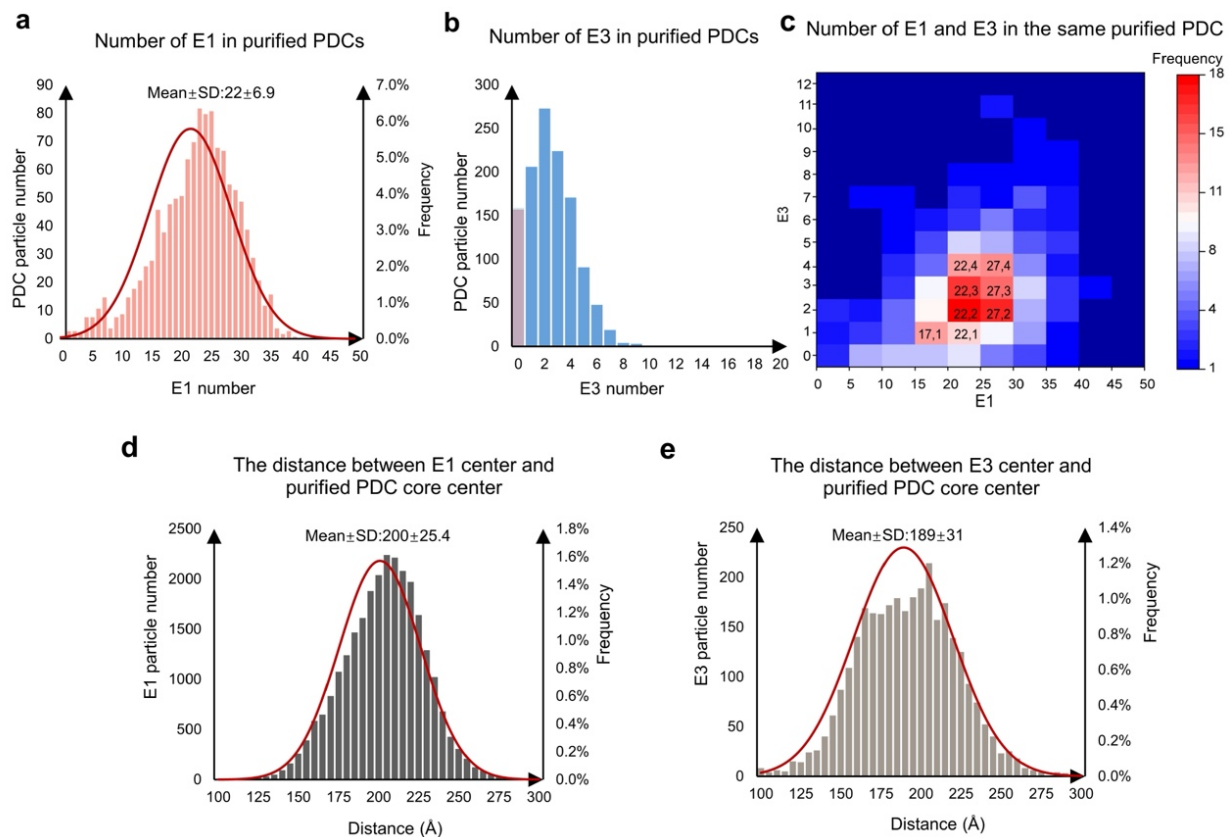 a
Number of E1 in purified PDCs
Mean±SD:22±6.9
PDC particle number
90
80
70
60
50
40
30
20
10
0
7.0%
6.0%
5.0%
4.0%
3.0%
2.0%
1.0%
0.0%
Frequency
0 5 10 15 20 25 30 35 40 45 50
E1 number
b
Number of E3 in purified PDCs
PDC particle number
300
250
200
150
100
50
0
0 2 4 6 8 10 12 14 16 18 20
E3 number
c
Number of E1 and E3 in the same purified PDC
Frequency
E3
12
11
10
9
8
7
6
5
4
3
2
1
0
22,4 27,4
22,3 27,3
22,2 27,2
17,1 22,1
0 5 10 15 20 25 30 35 40 45 50
E1
18
14
11
7
4
1
d
The distance between E1 center and
purified PDC core center
Mean±SD:200±25.4
E1 particle number
2500
2000
1500
1000
500
0
1.8%
1.6%
1.4%
1.2%
1.0%
0.8%
0.6%
0.4%
0.2%
0.0%
Frequency
100 125 150 175 200 225 250 275 300
Distance (Å)
e
The distance between E3 center and
purified PDC core center
Mean±SD:189±31
E3 particle number
250
200
150
100
50
0
1.4%
1.2%
1.0%
0.8%
0.6%
0.4%
0.2%
0.0%
Frequency
100 125 150 175 200 225 250 275 300
Distance (Å)